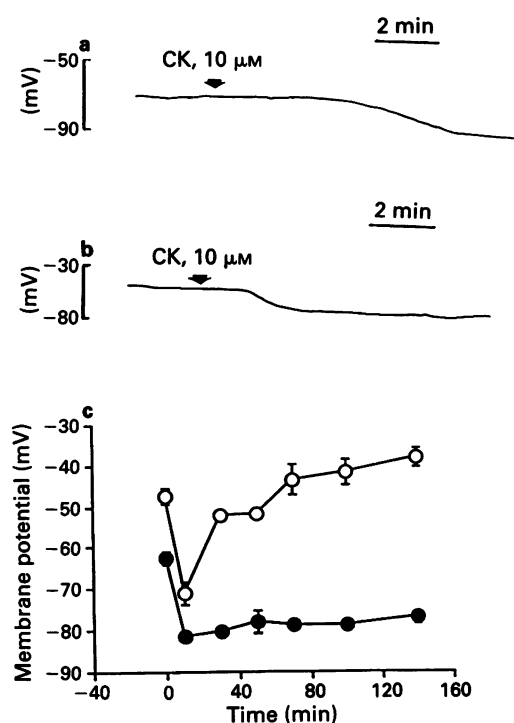 a
2 min
−50
CK, 10 μM
(mV)
−90
b
2 min
−30
CK, 10 μM
(mV)
−80
c
−30
−40
−50
−60
−70
−80
−90
Membrane potential (mV)
−40 0 40 80 120 160
Time (min)